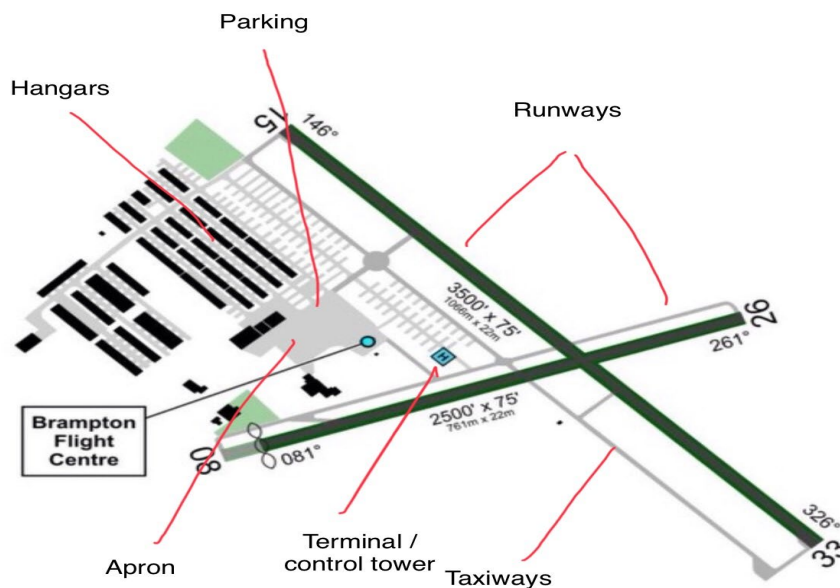 Parking
Hangars
Runways
15
146°
3500' x 75'
1066m x 22m
26
261°
H
2500' x 75'
761m x 22m
Brampton
Flight
Centre
08
081°
326°
33
Apron
Terminal /
control tower
Taxiways